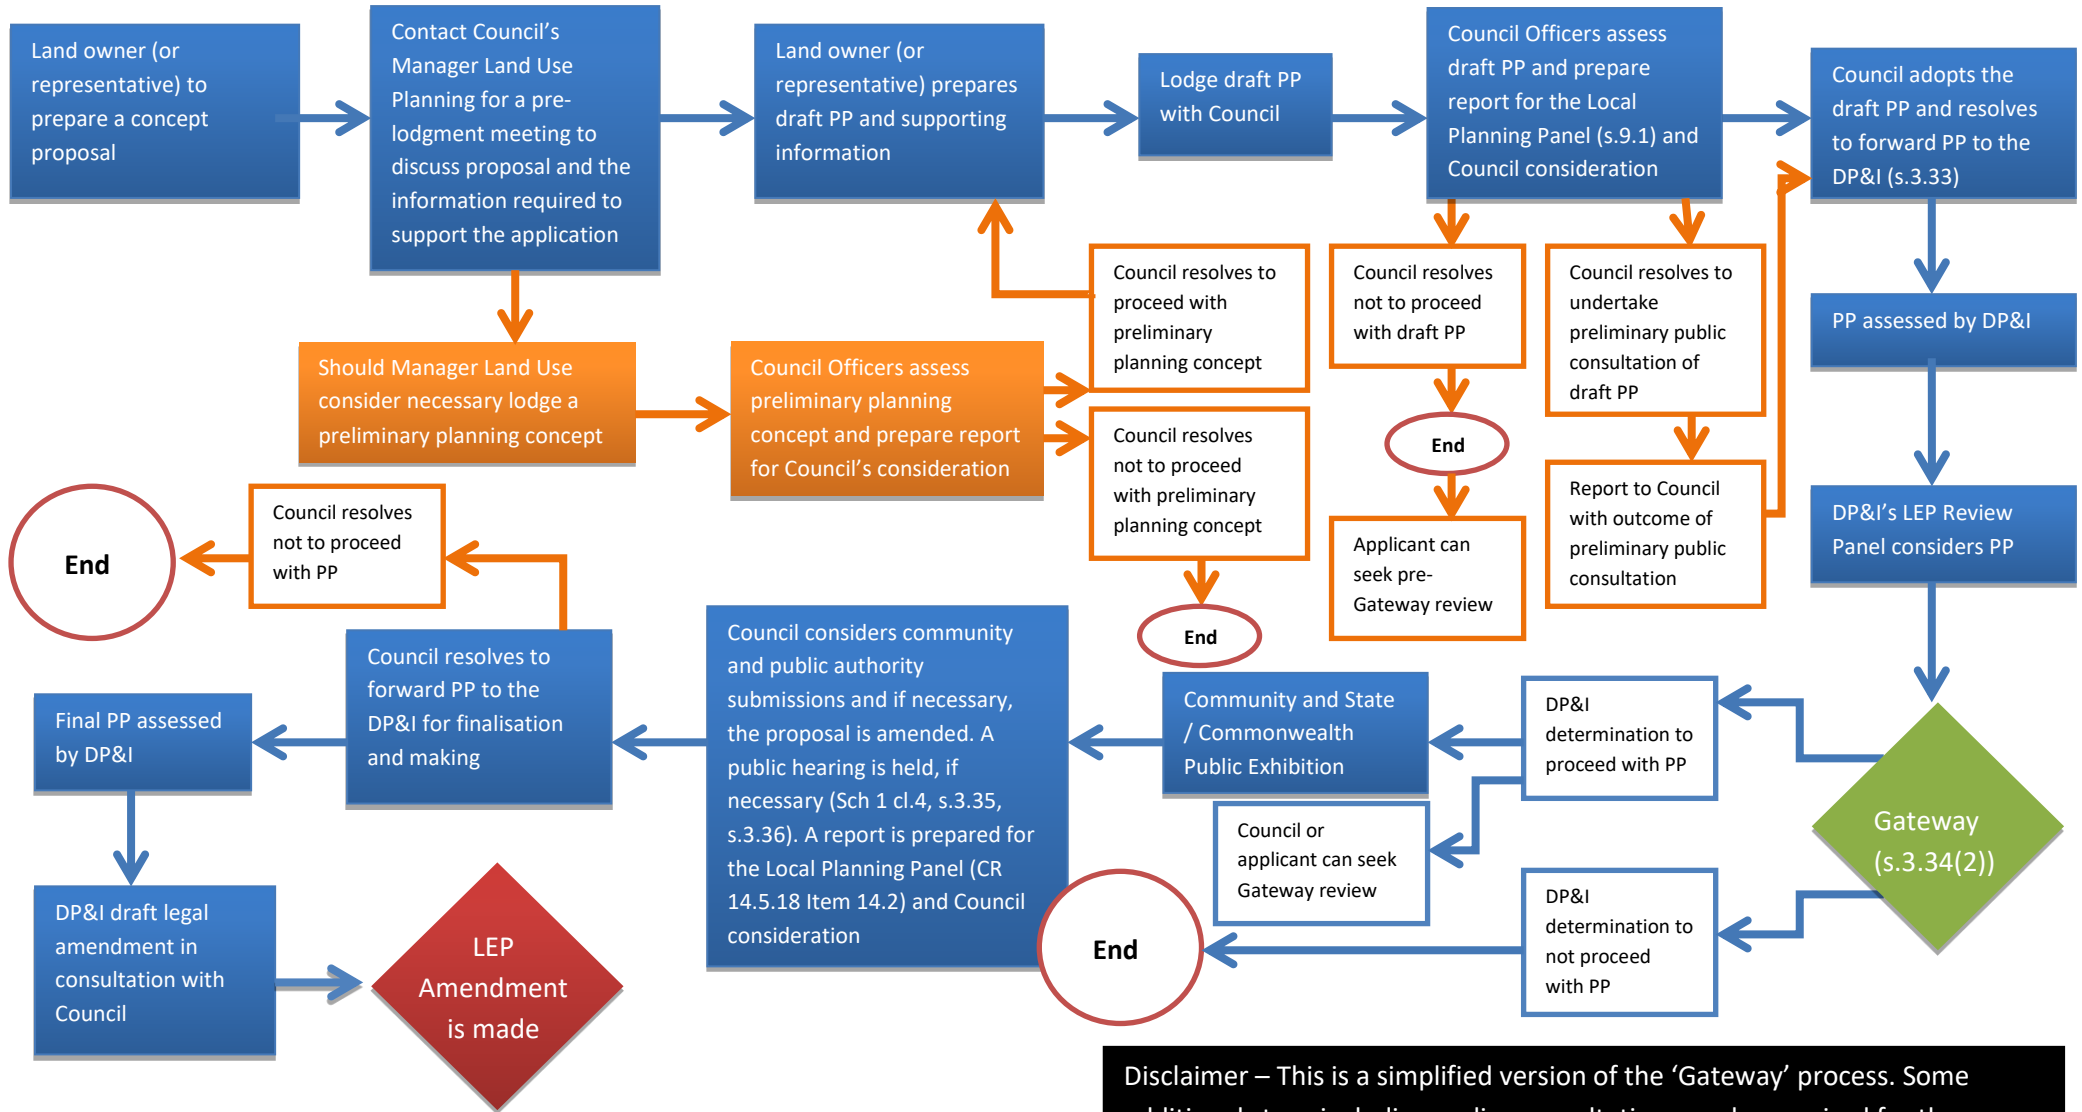 Land owner (or
representative) to
prepare a concept
proposal
Contact Council’s
Manager Land Use
Planning for a pre-
lodgment meeting to
discuss proposal and the
information required to
support the application
Land owner (or
representative) prepares
draft PP and supporting
information
Lodge draft PP
with Council
Council Officers assess
draft PP and prepare
report for the Local
Planning Panel (s.9.1) and
Council consideration
Council adopts the
draft PP and resolves
to forward PP to the
DP&I (s.3.33)
Should Manager Land Use
consider necessary lodge a
preliminary planning concept
Council Officers assess
preliminary planning
concept and prepare report
for Council’s consideration
Council resolves to
proceed with
preliminary
planning concept
Council resolves
not to proceed
with preliminary
planning concept
End
Council resolves
not to proceed
with draft PP
End
Applicant can
seek pre-
Gateway review
Council resolves to
undertake
preliminary public
consultation of
draft PP
Report to Council
with outcome of
preliminary public
consultation
PP assessed by DP&I
DP&I’s LEP Review
Panel considers PP
Gateway
(s.3.34(2))
DP&I
determination to
proceed with PP
Council or
applicant can seek
Gateway review
DP&I
determination to
not proceed
with PP
End
Community and State
/ Commonwealth
Public Exhibition
Council considers community
and public authority
submissions and if necessary,
the proposal is amended. A
public hearing is held, if
necessary (Sch 1 cl.4, s.3.35,
s.3.36). A report is prepared for
the Local Planning Panel (CR
14.5.18 Item 14.2) and Council
consideration
Council resolves to
forward PP to the
DP&I for finalisation
and making
Council resolves
not to proceed
with PP
End
Final PP assessed
by DP&I
DP&I draft legal
amendment in
consultation with
Council
LEP
Amendment
is made
Disclaimer – This is a simplified version of the ‘Gateway’ process. Some